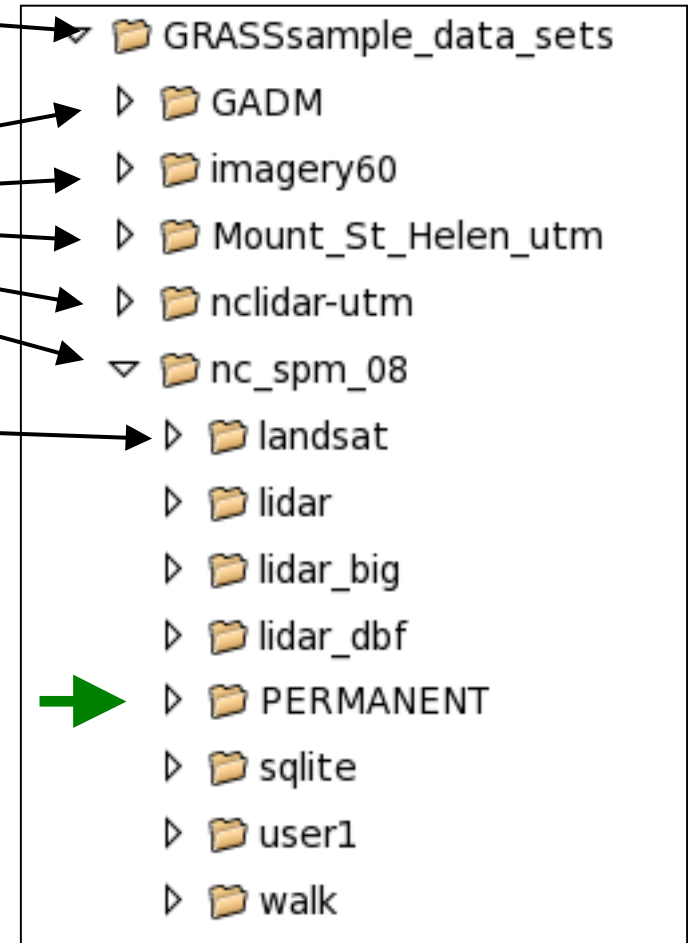 GRASSsample_data_sets
GADM
imagery60
Mount_St_Helen_utm
nclidar-utm
nc_spm_08
landsat
lidar
lidar_big
lidar_dbf
PERMANENT
sqlite
user1
walk